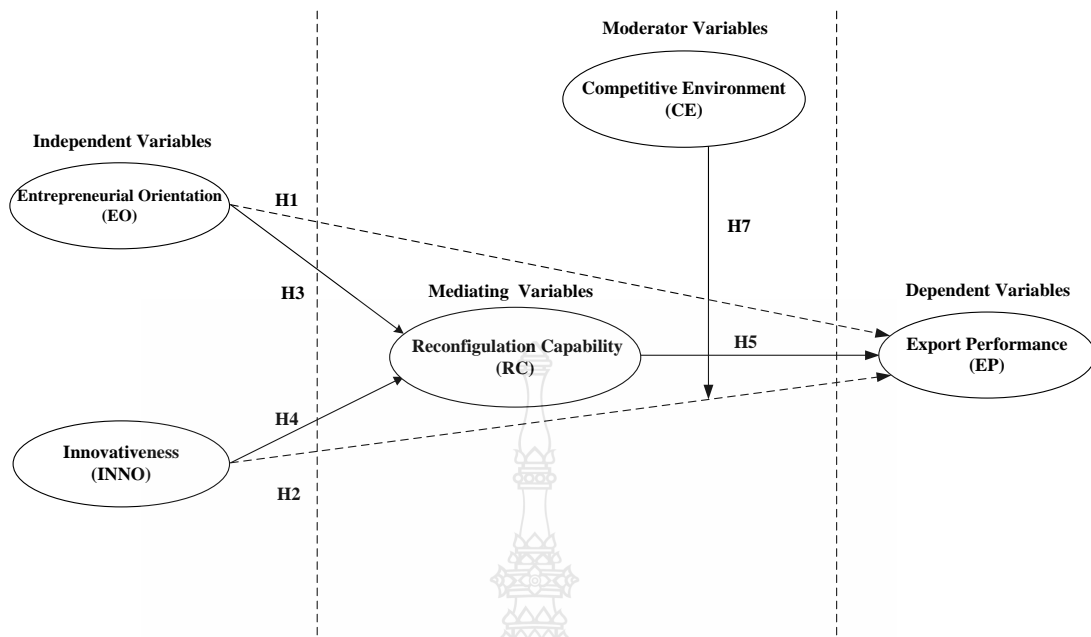 Moderator Variables
Competitive Environment
(CE)
Independent Variables
Entrepreneurial Orientation
(EO)
H1
H7
H3
Mediating Variables
Dependent Variables
Reconfigulation Capability
(RC)
H5
Export Performance
(EP)
H4
Innovativeness
(INNO)
H2